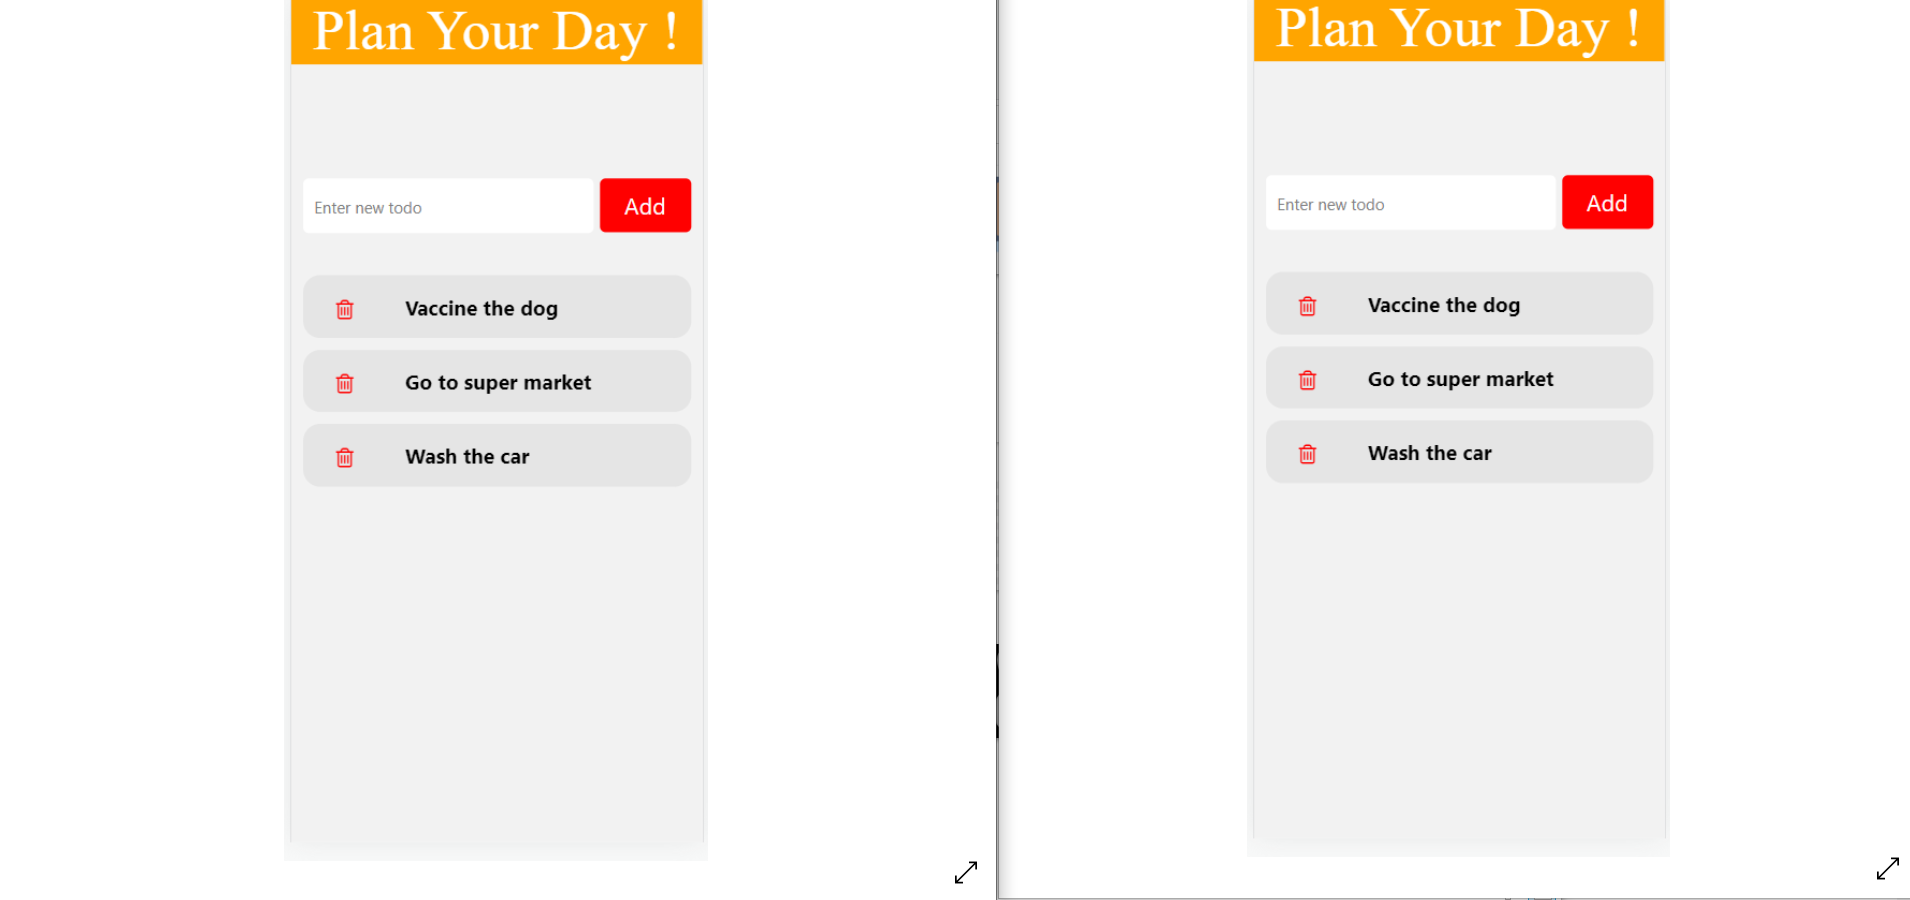 Plan Your Day !
Enter new todo
Add
Vaccine the dog
Go to super market
Wash the car
Plan Your Day !
Enter new todo
Add
Vaccine the dog
Go to super market
Wash the car